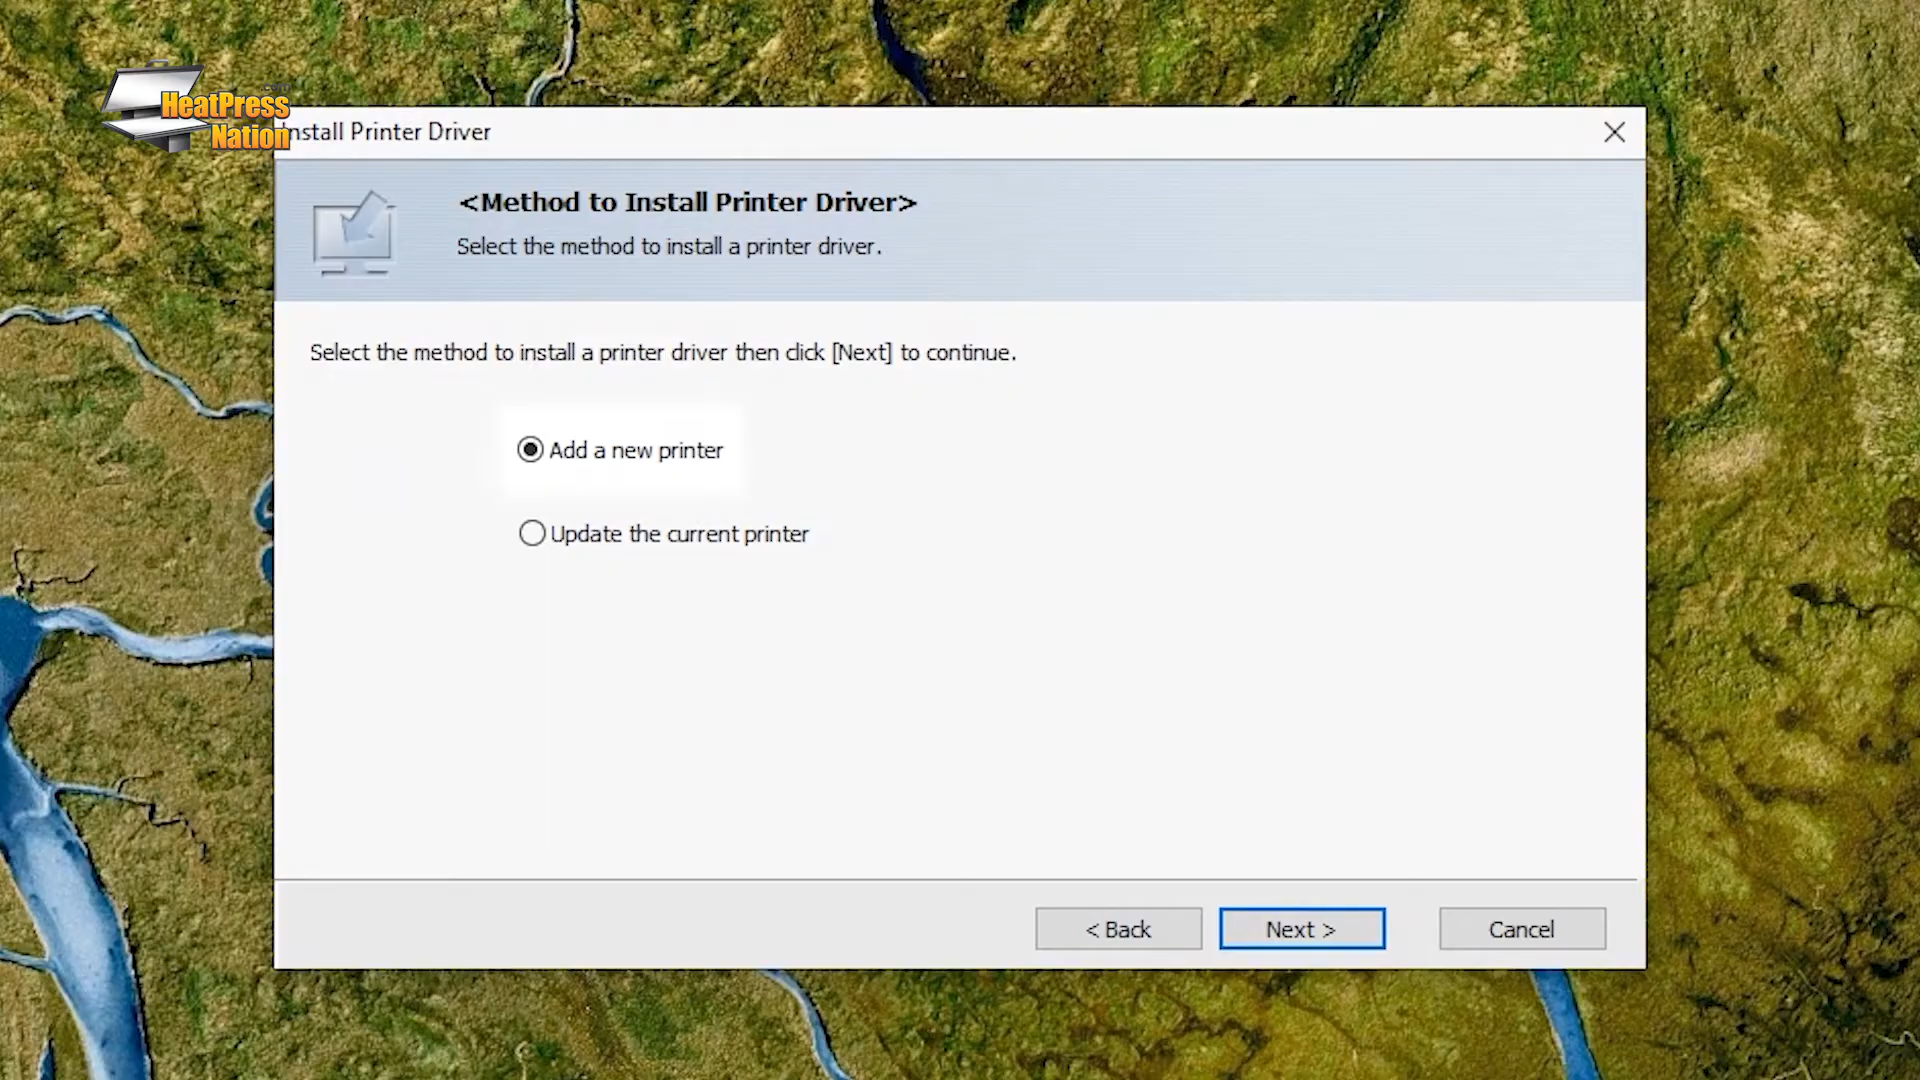 .com
HeatPress
Nation
Install Printer Driver
<Method to Install Printer Driver>
Select the method to install a printer driver.
Select the method to install a printer driver then click [Next] to continue.
Add a new printer
Update the current printer
< Back
Next >
Cancel